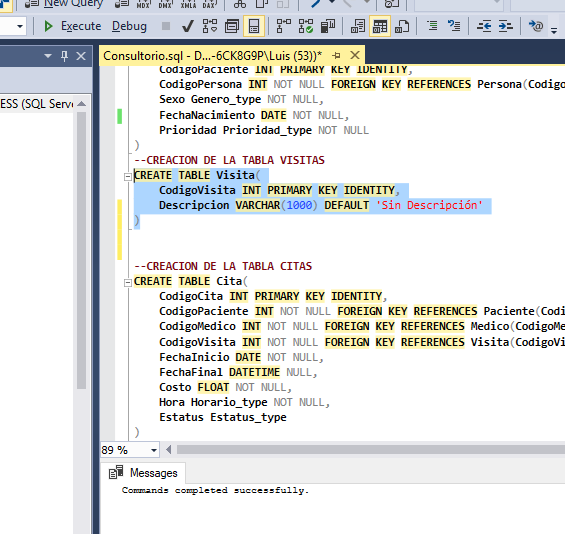 New Query
MDX DMX XMLA DAX
Execute Debug
Consultorio.sql - D...-6CK8G9P\Luis (53))*
ESS (SQL Serve
CodigoPaciente INT PRIMARY KEY IDENTITY,
CodigoPersona INT NOT NULL FOREIGN KEY REFERENCES Persona(Codigo
Sexo Genero_type NOT NULL,
FechaNacimiento DATE NOT NULL,
Prioridad Prioridad_type NOT NULL
)
--CREACION DE LA TABLA VISITAS
CREATE TABLE Visita(
CodigoVisita INT PRIMARY KEY IDENTITY,
Descripcion VARCHAR(1000) DEFAULT 'Sin Descripción'
)
--CREACION DE LA TABLA CITAS
CREATE TABLE Cita(
CodigoCita INT PRIMARY KEY IDENTITY,
CodigoPaciente INT NOT NULL FOREIGN KEY REFERENCES Paciente(Cod
CodigoMedico INT NOT NULL FOREIGN KEY REFERENCES Medico(CodigoMe
CodigoVisita INT NOT NULL FOREIGN KEY REFERENCES Visita(CodigoVi
FechaInicio DATE NOT NULL,
FechaFinal DATETIME NULL,
Costo FLOAT NOT NULL,
Hora Horario_type NOT NULL,
Estatus Estatus_type
)
89 %
Messages
Commands completed successfully.